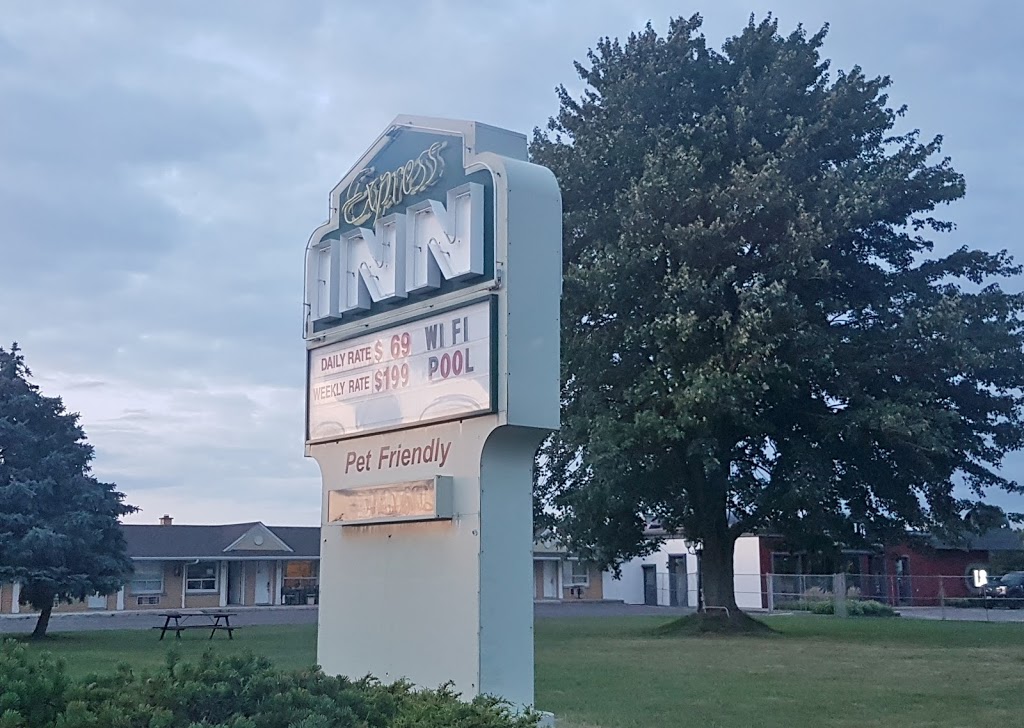 Express
INN
DAILY RATE $ 69 WI FI
WEEKLY RATE $199 POOL
Pet Friendly